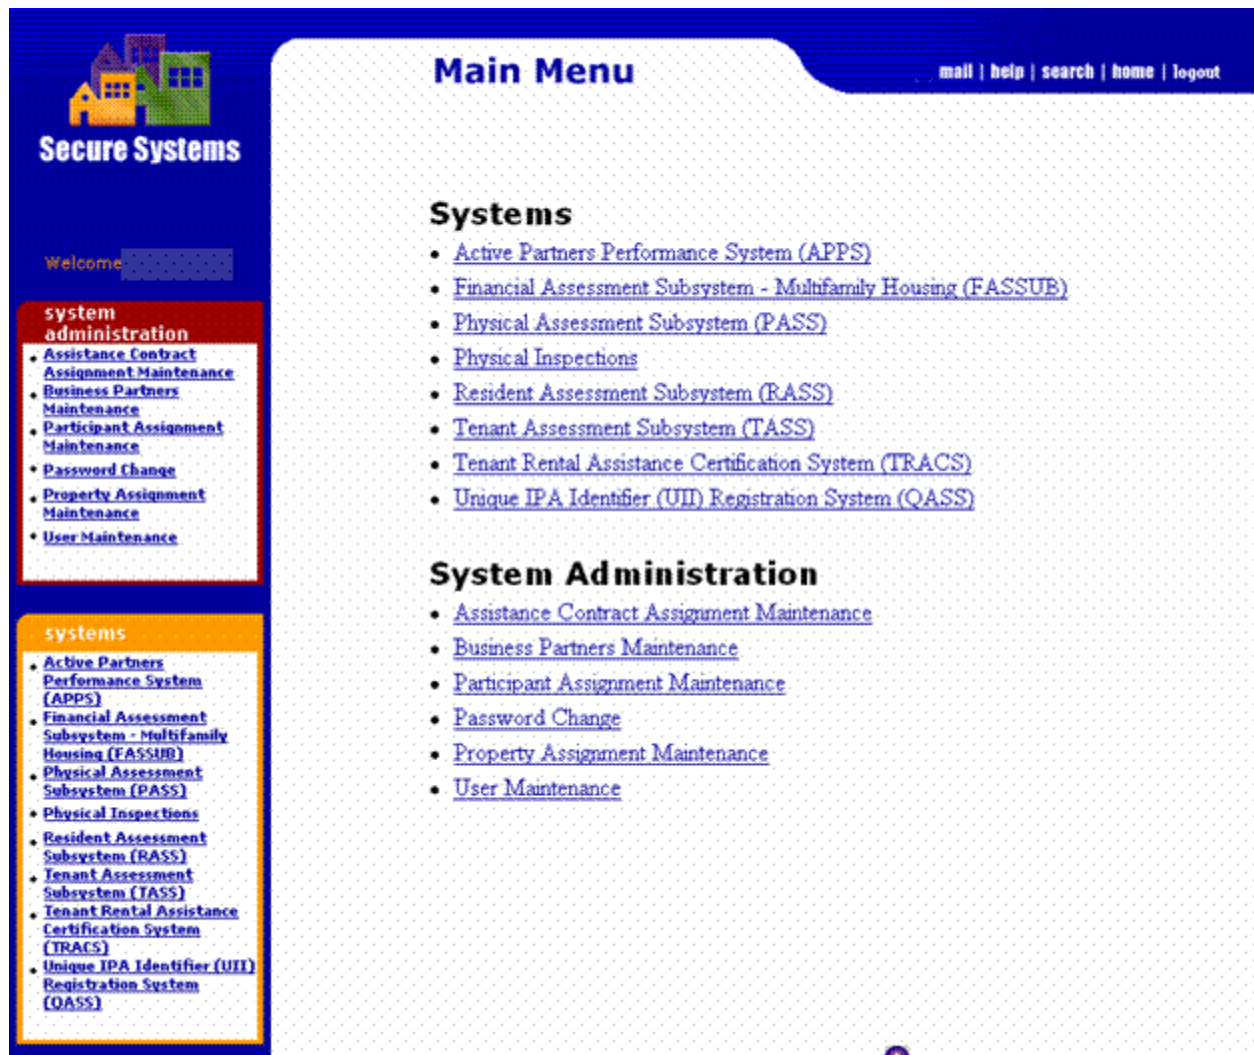 Main Menu
mail | help | search | home | logout
Secure Systems
Welcome
system
administration
Assistance Contract
Assignment Maintenance
Business Partners
Maintenance
Participant Assignment
Maintenance
Password Change
Property Assignment
Maintenance
User Maintenance
systems
Active Partners
Performance System
(APPS)
Financial Assessment
Subsystem - Multifamily
Housing (FASSUB)
Physical Assessment
Subsystem (PASS)
Physical Inspections
Resident Assessment
Subsystem (RASS)
Tenant Assessment
Subsystem (TASS)
Tenant Rental Assistance
Certification System
(TRACS)
Unique IPA Identifier (UII)
Registration System
(QASS)
Systems
Active Partners Performance System (APPS)
Financial Assessment Subsystem - Multifamily Housing (FASSUB)
Physical Assessment Subsystem (PASS)
Physical Inspections
Resident Assessment Subsystem (RASS)
Tenant Assessment Subsystem (TASS)
Tenant Rental Assistance Certification System (TRACS)
Unique IPA Identifier (UII) Registration System (QASS)
System Administration
Assistance Contract Assignment Maintenance
Business Partners Maintenance
Participant Assignment Maintenance
Password Change
Property Assignment Maintenance
User Maintenance